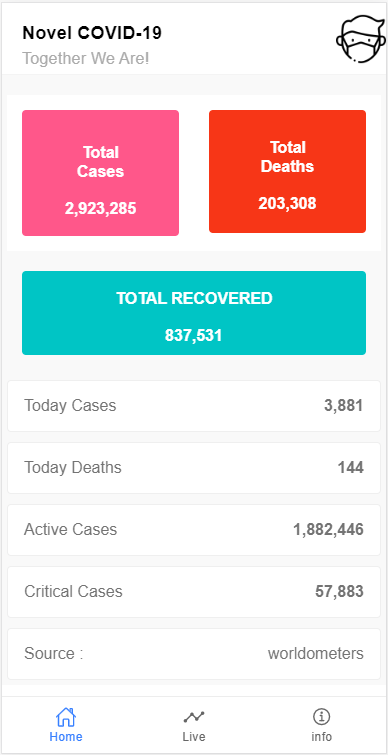 Novel COVID-19
Together We Are!
Total
Cases
2,923,285
Total
Deaths
203,308
TOTAL RECOVERED
837,531
Today Cases 3,881
Today Deaths 144
Active Cases 1,882,446
Critical Cases 57,883
Source : worldometers
Home Live info